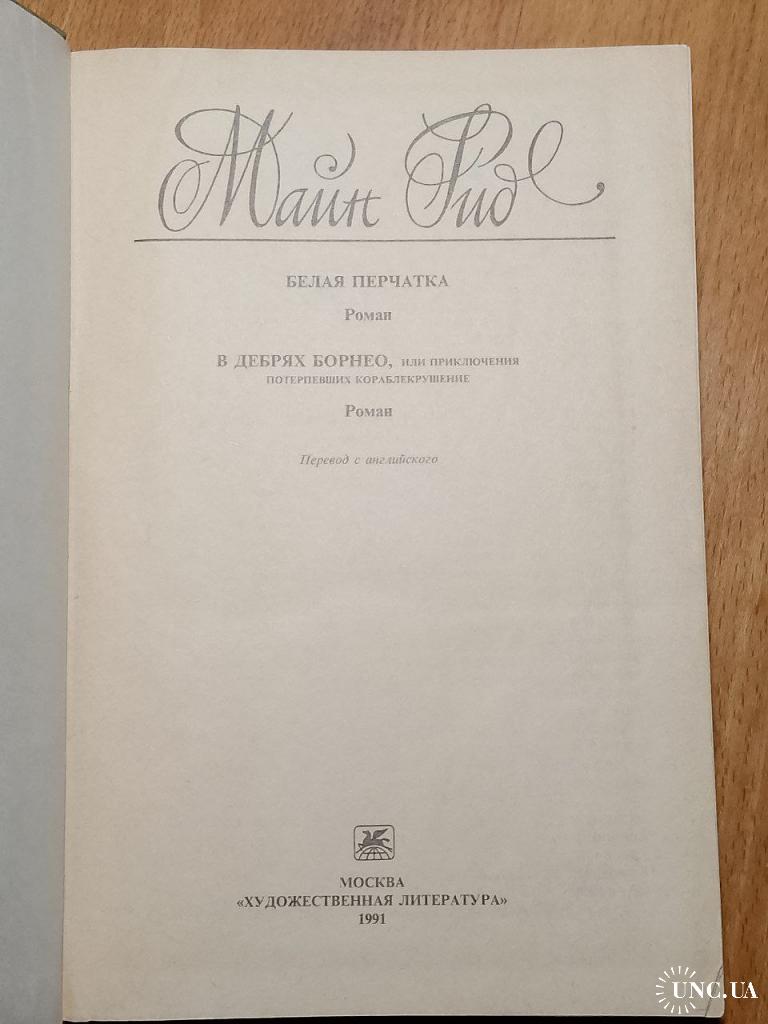 Майн Рид
БЕЛАЯ ПЕРЧАТКА
Роман
В ДЕБРЯХ БОРНЕО, ИЛИ ПРИКЛЮЧЕНИЯ
ПОТЕРПЕВШИХ КОРАБЛЕКРУШЕНИЕ
Роман
Перевод с английского
МОСКВА
«ХУДОЖЕСТВЕННАЯ ЛИТЕРАТУРА»
1991
UNC.UA